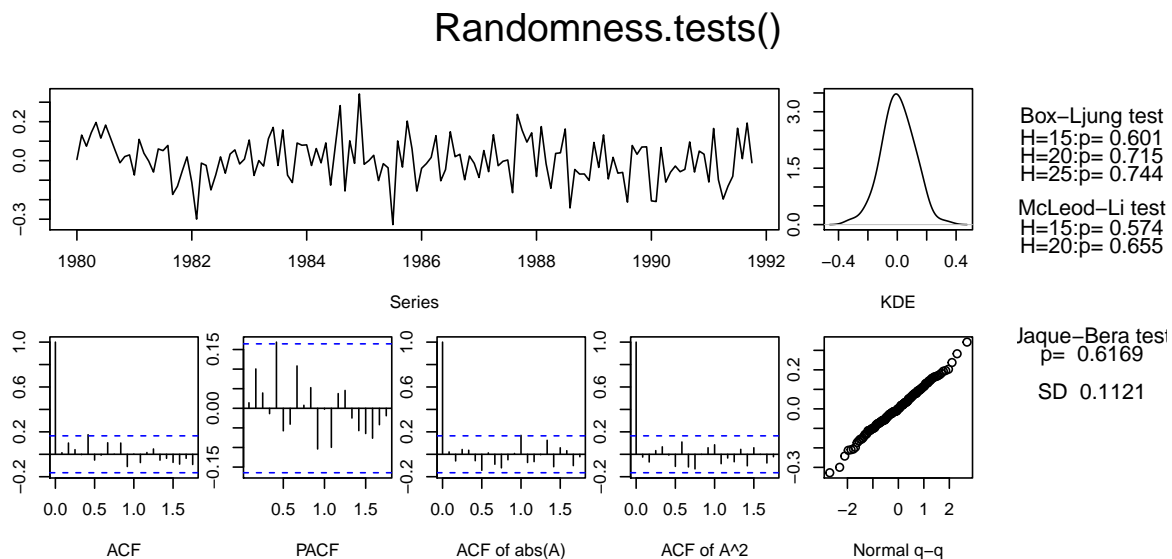 Randomness.tests()
0.2
0.0
−0.3
1980 1982 1984 1986 1988 1990 1992
Series
3.0
1.5
0.0
−0.4 0.0 0.4
KDE
Box−Ljung test
H=15:p= 0.601
H=20:p= 0.715
H=25:p= 0.744
McLeod−Li test
H=15:p= 0.574
H=20:p= 0.655
1.0
0.6
0.2
−0.2
0.0 0.5 1.0 1.5
ACF
0.15
0.00
−0.15
0.5 1.0 1.5
PACF
1.0
0.6
0.2
−0.2
0.0 0.5 1.0 1.5
ACF of abs(A)
1.0
0.6
0.2
−0.2
0.0 0.5 1.0 1.5
ACF of A^2
0.2
0.0
−0.3
−2 0 1 2
Normal q−q
Jaque−Bera test
p= 0.6169
SD 0.1121